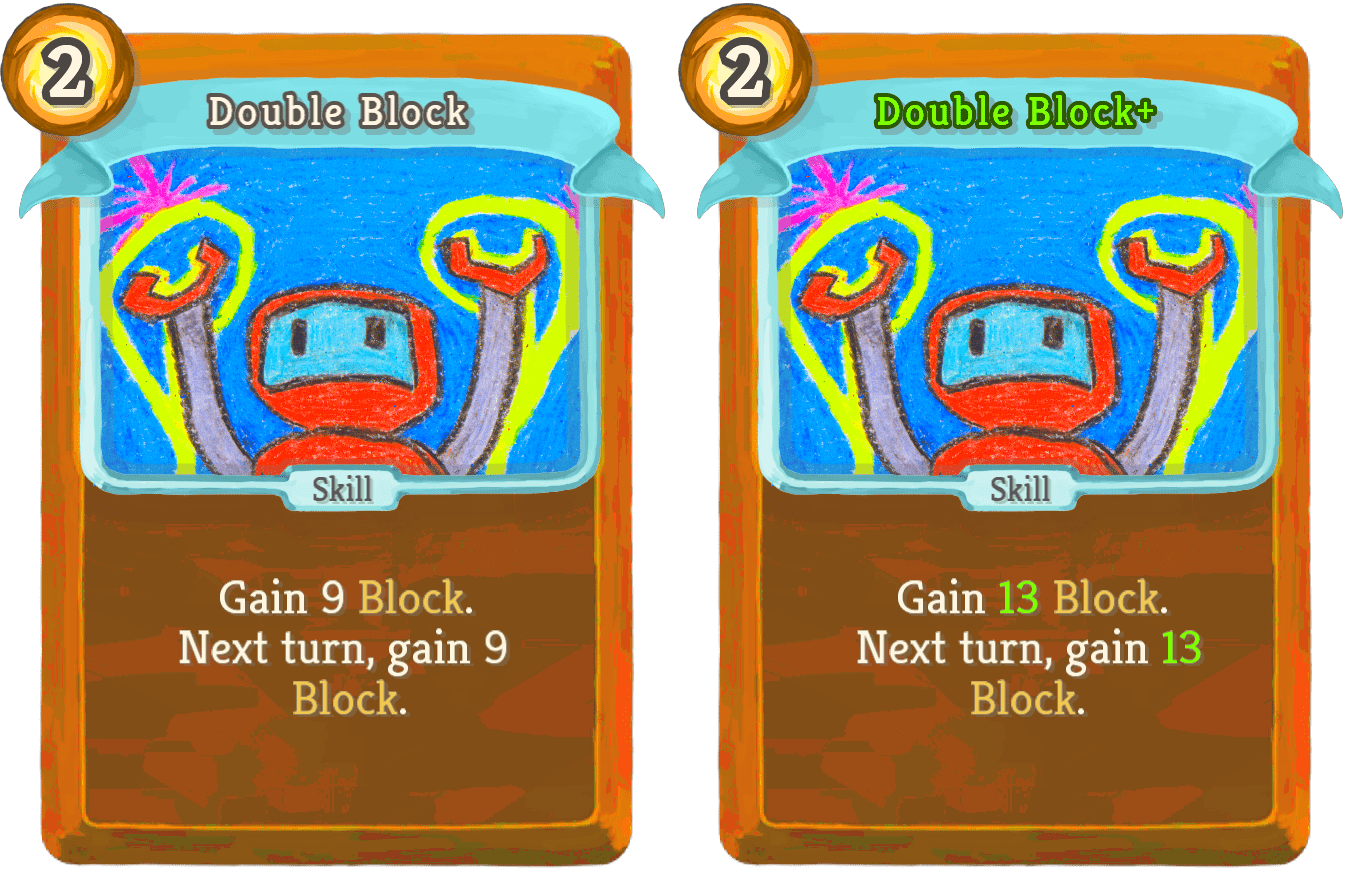 2
Double Block
Skill
Gain 9 Block.
Next turn, gain 9
Block.
2
Double Block+
Skill
Gain 13 Block.
Next turn, gain 13
Block.